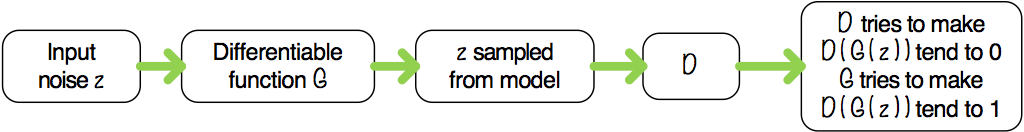 Input
noise z
Differentiable
function G
z sampled
from model
D
D tries to make
D(G(z)) tend to 0
G tries to make
D(G(z)) tend to 1